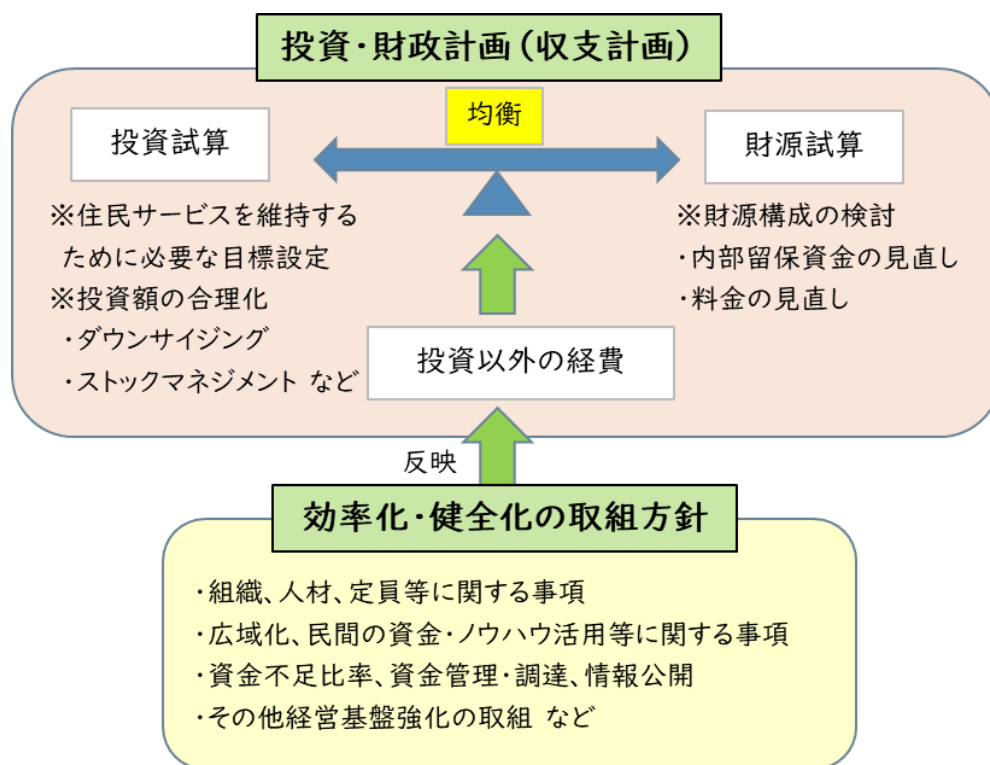 投資・財政計画(収支計画)
均衡
投資試算
財源試算
※住民サービスを維持する
ために必要な目標設定
※投資額の合理化
・ダウンサイジング
・ストックマネジメント など
※財源構成の検討
・内部留保資金の見直し
・料金の見直し
投資以外の経費
反映
効率化・健全化の取組方針
・組織、人材、定員等に関する事項
・広域化、民間の資金・ノウハウ活用等に関する事項
・資金不足比率、資金管理・調達、情報公開
・その他経営基盤強化の取組 など